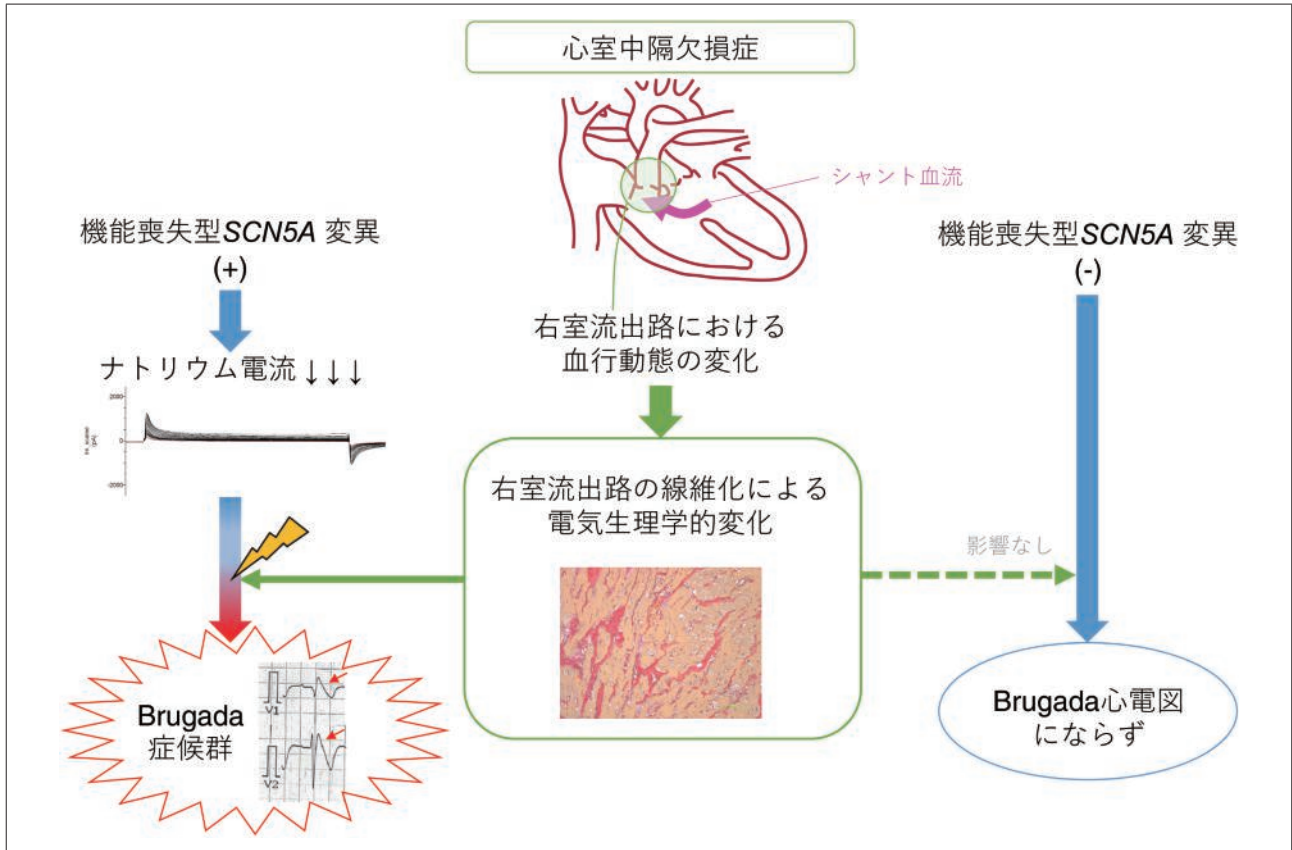 心室中隔欠損症
シャント血流
機能喪失型SCN5A 変異
(+)
ナトリウム電流 ↓ ↓ ↓
2000
0
-2000
右室流出路における
血行動態の変化
機能喪失型SCN5A 変異
(-)
右室流出路の線維化による
電気生理学的変化
影響なし
Brugada
症候群
V1
V2
Brugada心電図
にならず